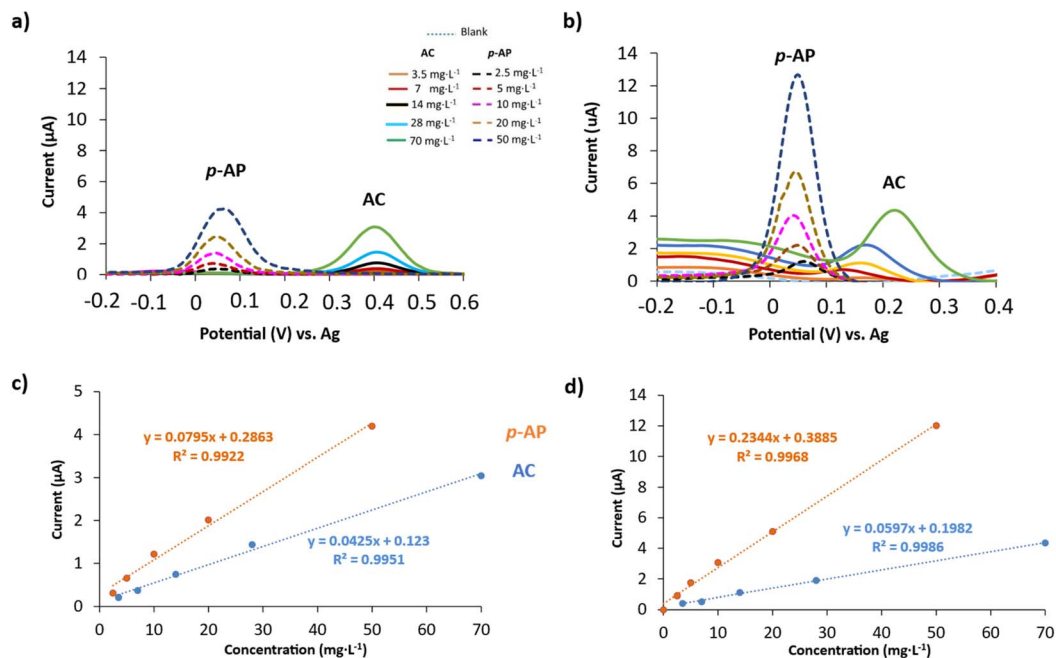 a)
Blank
AC
p-AP
3.5 mg·L⁻¹
2.5 mg·L⁻¹
7 mg·L⁻¹
5 mg·L⁻¹
14 mg·L⁻¹
10 mg·L⁻¹
28 mg·L⁻¹
20 mg·L⁻¹
70 mg·L⁻¹
50 mg·L⁻¹
14
12
10
8
6
4
2
0
Current (µA)
p-AP
AC
-0.2 -0.1 0 0.1 0.2 0.3 0.4 0.5 0.6
Potential (V) vs. Ag
b)
14
12
10
8
6
4
2
0
Current (uA)
p-AP
AC
-0.2 -0.1 0 0.1 0.2 0.3 0.4
Potential (V) vs. Ag
c)
5
4
3
2
1
0
Current (µA)
y = 0.0795x + 0.2863
R² = 0.9922
y = 0.0425x + 0.123
R² = 0.9951
0 10 20 30 40 50 60 70
Concentration (mg·L⁻¹)
p-AP
AC
d)
14
12
10
8
6
4
2
0
Current (µA)
y = 0.2344x + 0.3885
R² = 0.9968
y = 0.0597x + 0.1982
R² = 0.9986
0 10 20 30 40 50 60 70
Concentration (mg·L⁻¹)